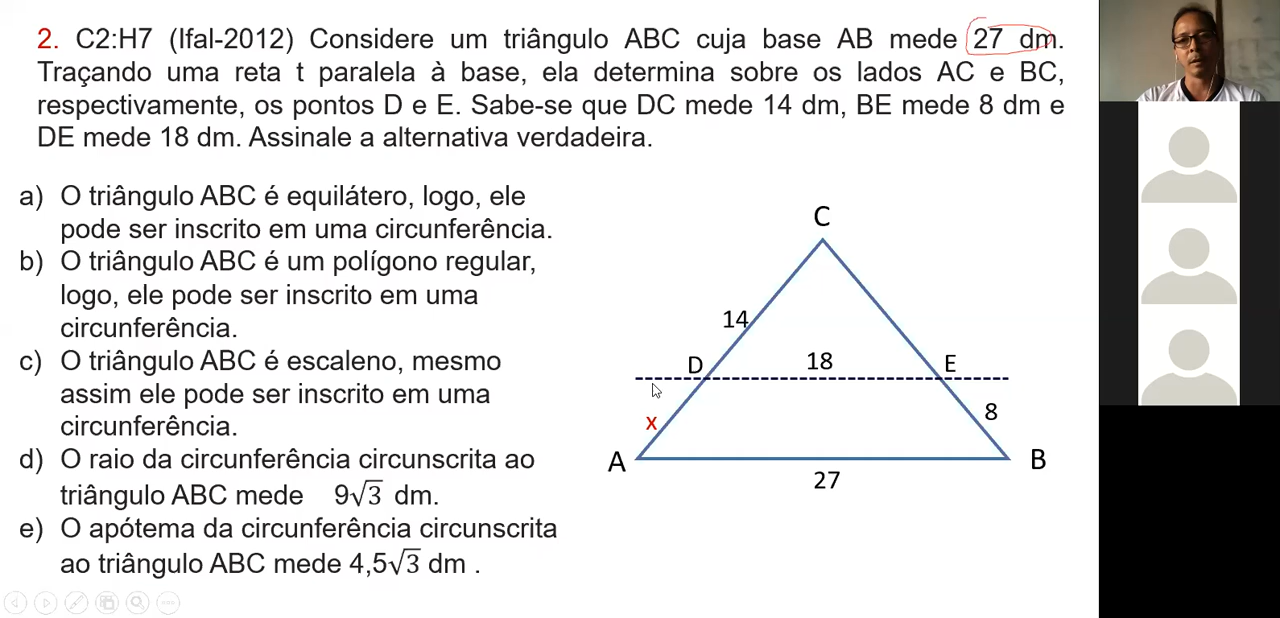 2. C2:H7 (Ifal-2012) Considere um triângulo ABC cuja base AB mede 27 dm.
Traçando uma reta t paralela à base, ela determina sobre os lados AC e BC,
respectivamente, os pontos D e E. Sabe-se que DC mede 14 dm, BE mede 8 dm e
DE mede 18 dm. Assinale a alternativa verdadeira.
a) O triângulo ABC é equilátero, logo, ele
pode ser inscrito em uma circunferência.
b) O triângulo ABC é um polígono regular,
logo, ele pode ser inscrito em uma
circunferência.
c) O triângulo ABC é escaleno, mesmo
assim ele pode ser inscrito em uma
circunferência.
d) O raio da circunferência circunscrita ao
triângulo ABC mede 9√3 dm.
e) O apótema da circunferência circunscrita
ao triângulo ABC mede 4,5√3 dm .
C
14
D
18
E
x
8
A
B
27